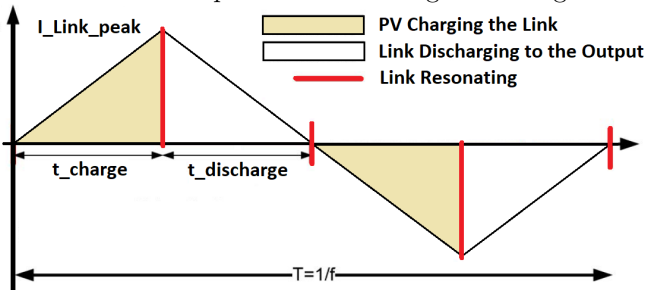 I_Link_peak
PV Charging the Link
Link Discharging to the Output
Link Resonating
t_charge
t_discharge
T=1/f